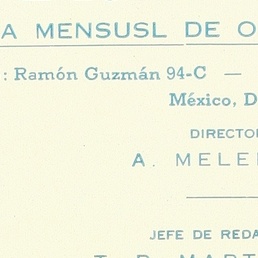 A MENSUSL DE O
: Ramón Guzmán 94-C —
México, D
DIRECTO
A. MELE
JEFE DE REDA